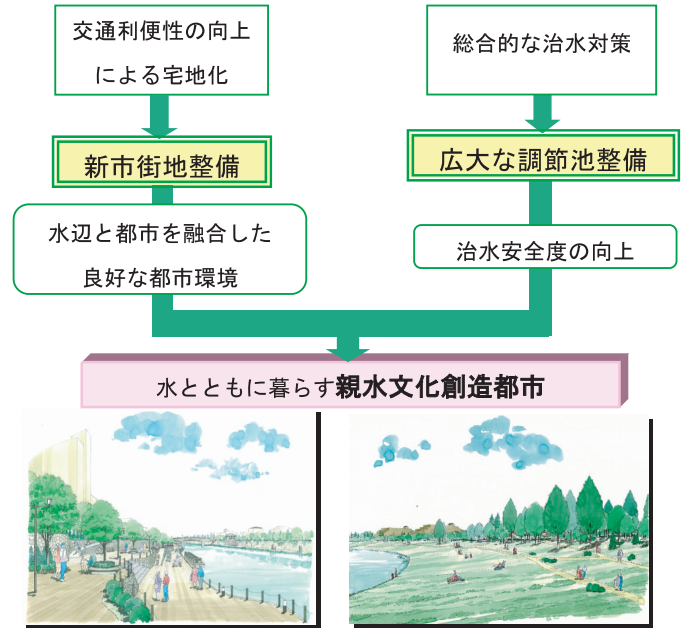 交通利便性の向上
による宅地化
新市街地整備
水辺と都市を融合した
良好な都市環境
総合的な治水対策
広大な調節池整備
治水安全度の向上
水とともに暮らす親水文化創造都市